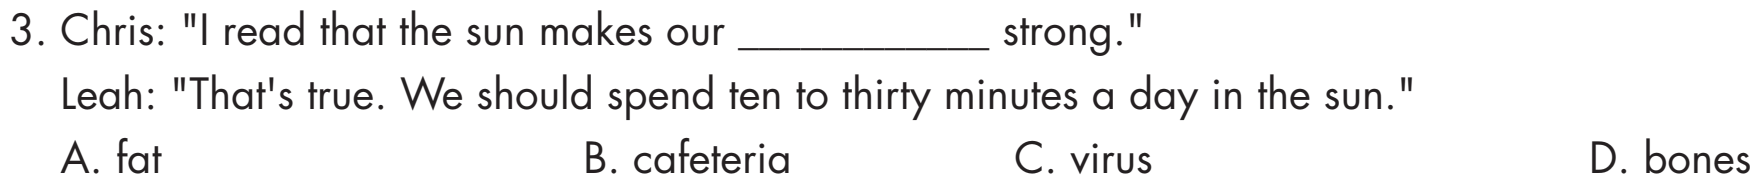 3. Chris: "I read that the sun makes our ____________ strong."
Leah: "That's true. We should spend ten to thirty minutes a day in the sun."
A. fat B. cafeteria C. virus D. bones